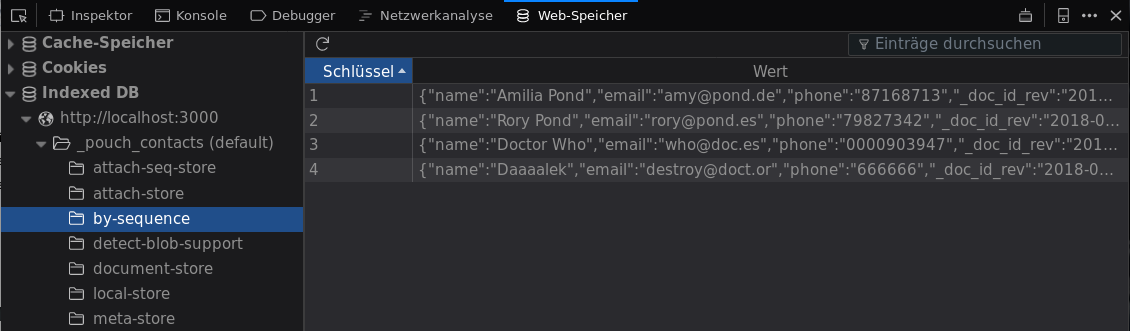 Inspektor Konsole Debugger Netzwerkanalyse Web-Speicher
Cache-Speicher
Cookies
Indexed DB
http://localhost:3000
_pouch_contacts (default)
attach-seq-store
attach-store
by-sequence
detect-blob-support
document-store
local-store
meta-store
Einträge durchsuchen
Schlüssel Wert
1 {"name":"Amilia Pond","email":"amy@pond.de","phone":"87168713","_doc_id_rev":"201...
2 {"name":"Rory Pond","email":"rory@pond.es","phone":"79827342","_doc_id_rev":"2018-0...
3 {"name":"Doctor Who","email":"who@doc.es","phone":"0000903947","_doc_id_rev":"201...
4 {"name":"Daaaalek","email":"destroy@doct.or","phone":"666666","_doc_id_rev":"2018-0...